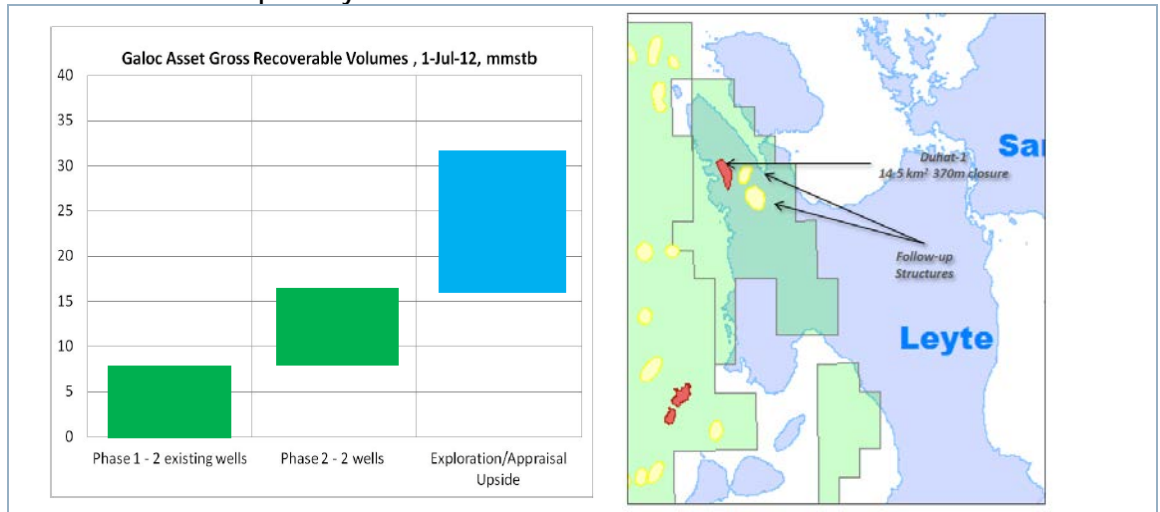 Galoc Asset Gross Recoverable Volumes , 1-Jul-12, mmstb
40
35
30
25
20
15
10
5
0
Phase 1 - 2 existing wells
Phase 2 - 2 wells
Exploration/Appraisal
Upside
Duhat-1
14.5 km² 370m closure
Follow-up
Structures
Leyte